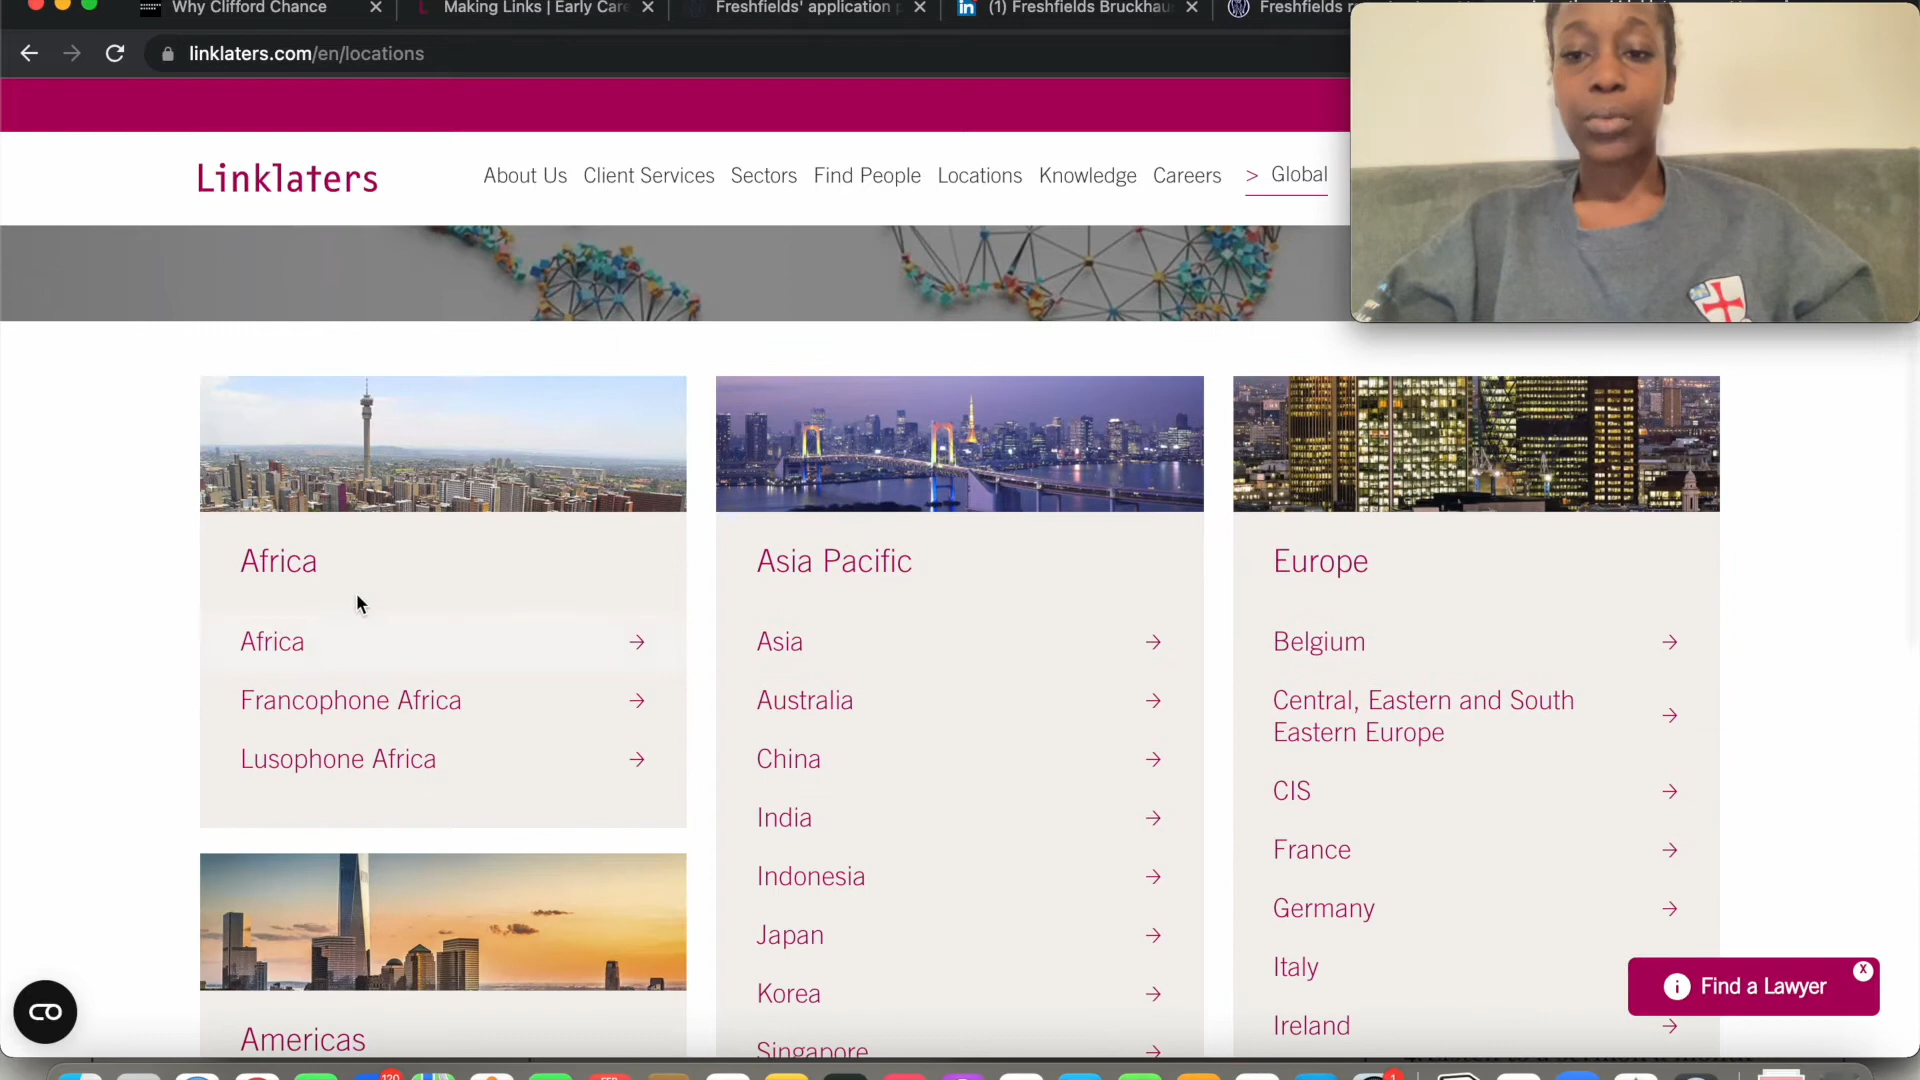 Why Clifford Chance
Making Links | Early Care
Freshfields' application p
(1) Freshfields Bruckhau
Freshfields r
linklaters.com/en/locations
Linklaters
About Us
Client Services
Sectors
Find People
Locations
Knowledge
Careers
> Global
Africa
Africa
Francophone Africa
Lusophone Africa
Americas
Asia Pacific
Asia
Australia
China
India
Indonesia
Japan
Korea
Singapore
Europe
Belgium
Central, Eastern and South
Eastern Europe
CIS
France
Germany
Italy
Ireland
Find a Lawyer
X
120
1